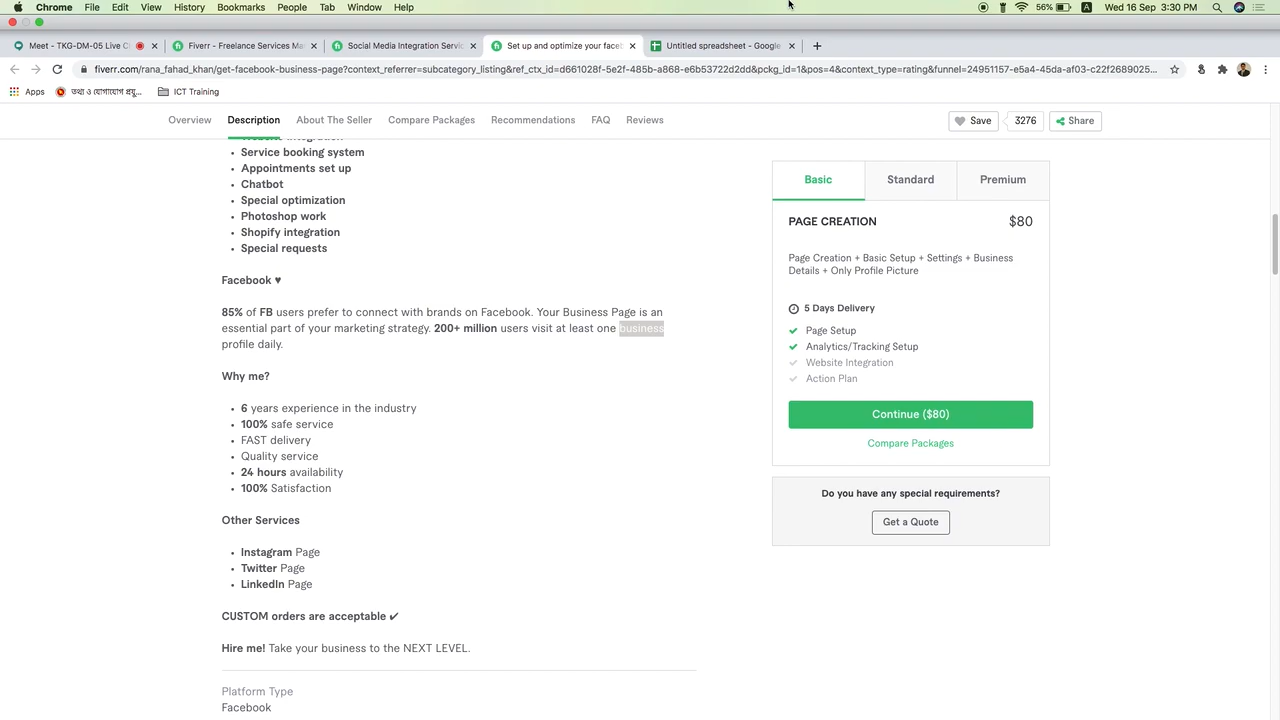 Chrome File Edit View History Bookmarks People Tab Window Help 56% A Wed 16 Sep 3:30 PM
Meet - TKG-DM-05 Live C Fiverr - Freelance Services Ma Social Media Integration Servic Set up and optimize your faceb Untitled spreadsheet - Google
fiverr.com/rana_fahad_khan/get-facebook-business-page?context_referrer=subcategory_listing&ref_ctx_id=d661028f-5e2f-485b-a868-e6b53722d2dd&pckg_id=1&pos=4&context_type=rating&funnel=24951157-e5a4-45da-af03-c22f2689025...
Apps তথ্য ও যোগাযোগ প্রযু... ICT Training
Overview Description About The Seller Compare Packages Recommendations FAQ Reviews Save 3276 Share
Website integration
Service booking system
Appointments set up
Chatbot
Special optimization
Photoshop work
Shopify integration
Special requests
Facebook ♥
85% of FB users prefer to connect with brands on Facebook. Your Business Page is an
essential part of your marketing strategy. 200+ million users visit at least one business
profile daily.
Why me?
6 years experience in the industry
100% safe service
FAST delivery
Quality service
24 hours availability
100% Satisfaction
Other Services
Instagram Page
Twitter Page
LinkedIn Page
CUSTOM orders are acceptable ✔
Hire me! Take your business to the NEXT LEVEL.
Platform Type
Facebook
Basic Standard Premium
PAGE CREATION $80
Page Creation + Basic Setup + Settings + Business
Details + Only Profile Picture
5 Days Delivery
Page Setup
Analytics/Tracking Setup
Website Integration
Action Plan
Continue ($80)
Compare Packages
Do you have any special requirements?
Get a Quote